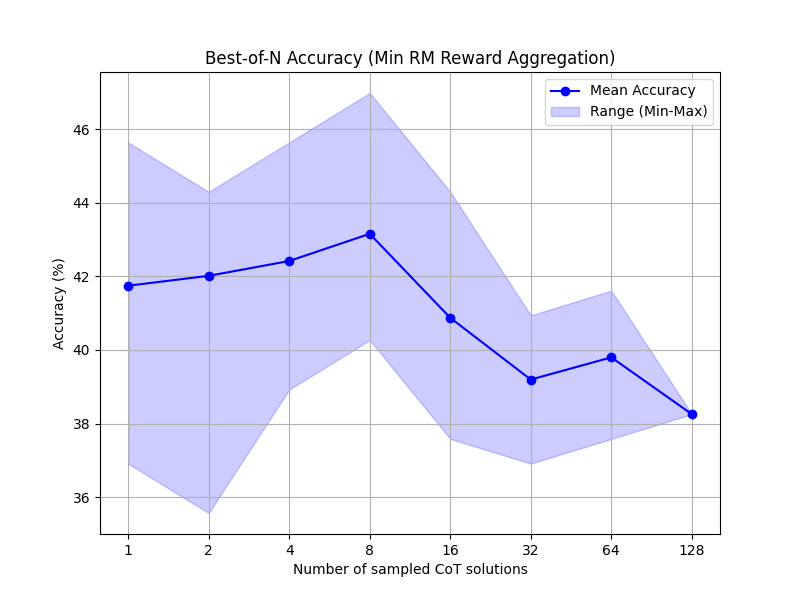 Best-of-N Accuracy (Min RM Reward Aggregation)
Mean Accuracy
Range (Min-Max)
Accuracy (%)
46
44
42
40
38
36
1 2 4 8 16 32 64 128
Number of sampled CoT solutions